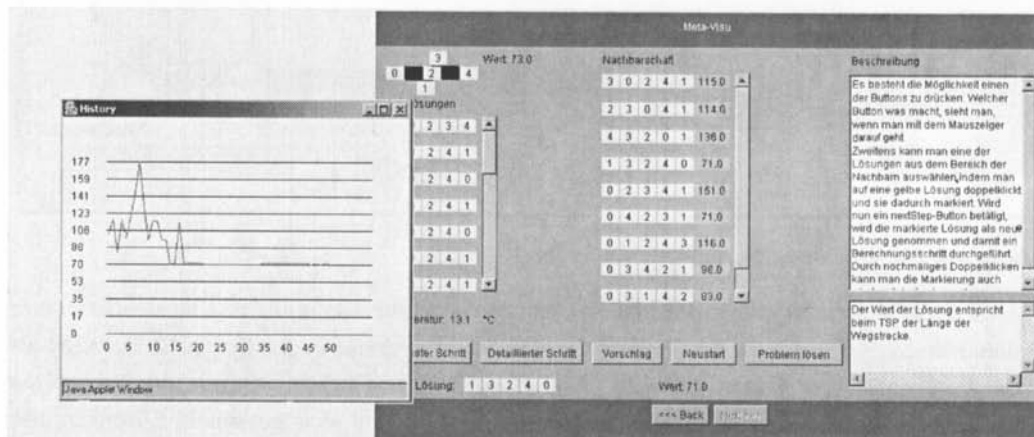 Meta-Visu
3
0 2 4
1
Wert: 73.0
Nachbarschaft
Beschreibung
3 0 2 4 1 115.0
2 3 0 4 1 114.0
4 3 2 0 1 136.0
1 3 2 4 0 71.0
0 2 3 4 1 151.0
0 4 2 3 1 71.0
0 1 2 4 3 116.0
0 3 4 2 1
0 3 1 4 2
Es besteht die Möglichkeit einen
der Buttons zu drücken. Welcher
Button was macht, sieht man,
wenn man mit dem Mauszeiger
darauf geht.
Zweitens kann man eine der
Lösungen aus dem Bereich der
Nachbarn auswählen, indem man
auf eine gelbe Lösung doppelklickt
und sie dadurch markiert. Wird
nun ein nextStep-Button betätigt,
wird die markierte Lösung als neue
Lösung genommen und damit ein
Berechnungsschritt durchgeführt.
Durch nochmaliges Doppelklicken
kann man die Markierung auch
Der Wert der Lösung entspricht
beim TSP der Länge der
Wegstrecke.
History
177
159
141
123
106
88
70
53
35
17
0
0 5 10 15 20 25 30 35 40 45 50
Java Applet Window
ösungen
2 3 4
2 4 1
2 4 0
2 4 1
2 4 0
2 4 1
2 4 1
eratur: 13.1 °C
ster Schritt
Detaillierter Schritt
Vorschlag
Neustart
Problem lösen
Lösung: 1 3 2 4 0
Wert: 71.0
<<< Back